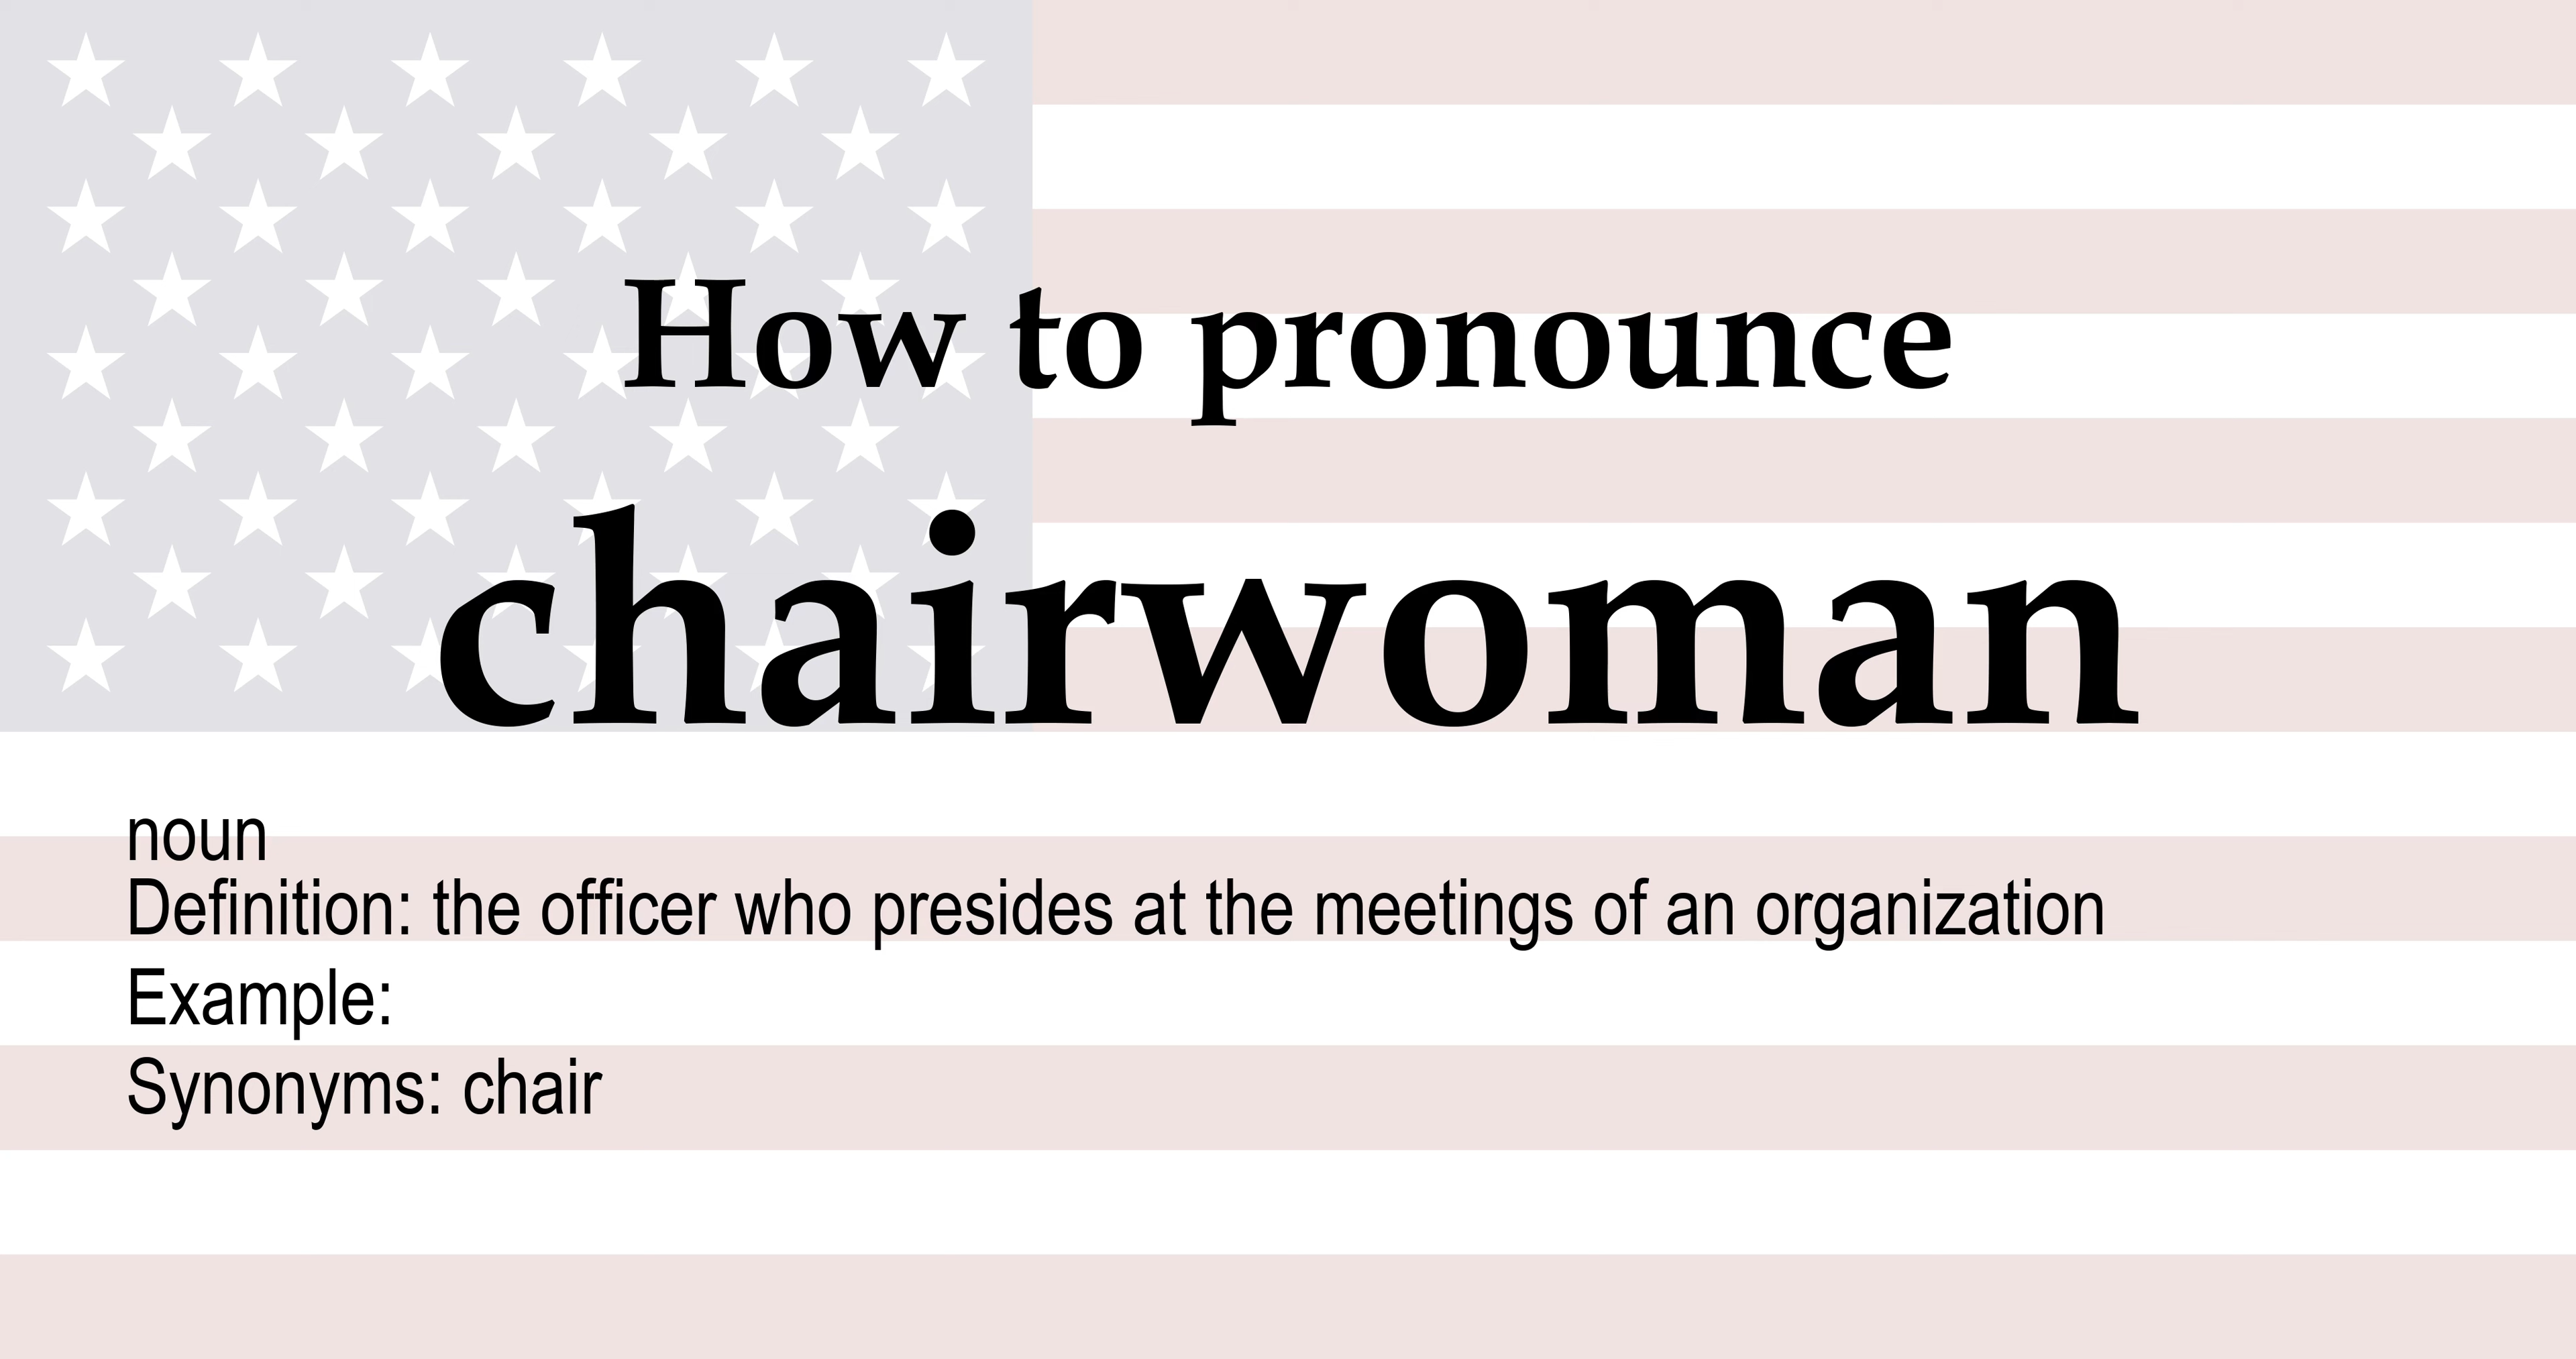 How to pronounce
chairwoman
noun
Definition: the officer who presides at the meetings of an organization
Example:
Synonyms: chair